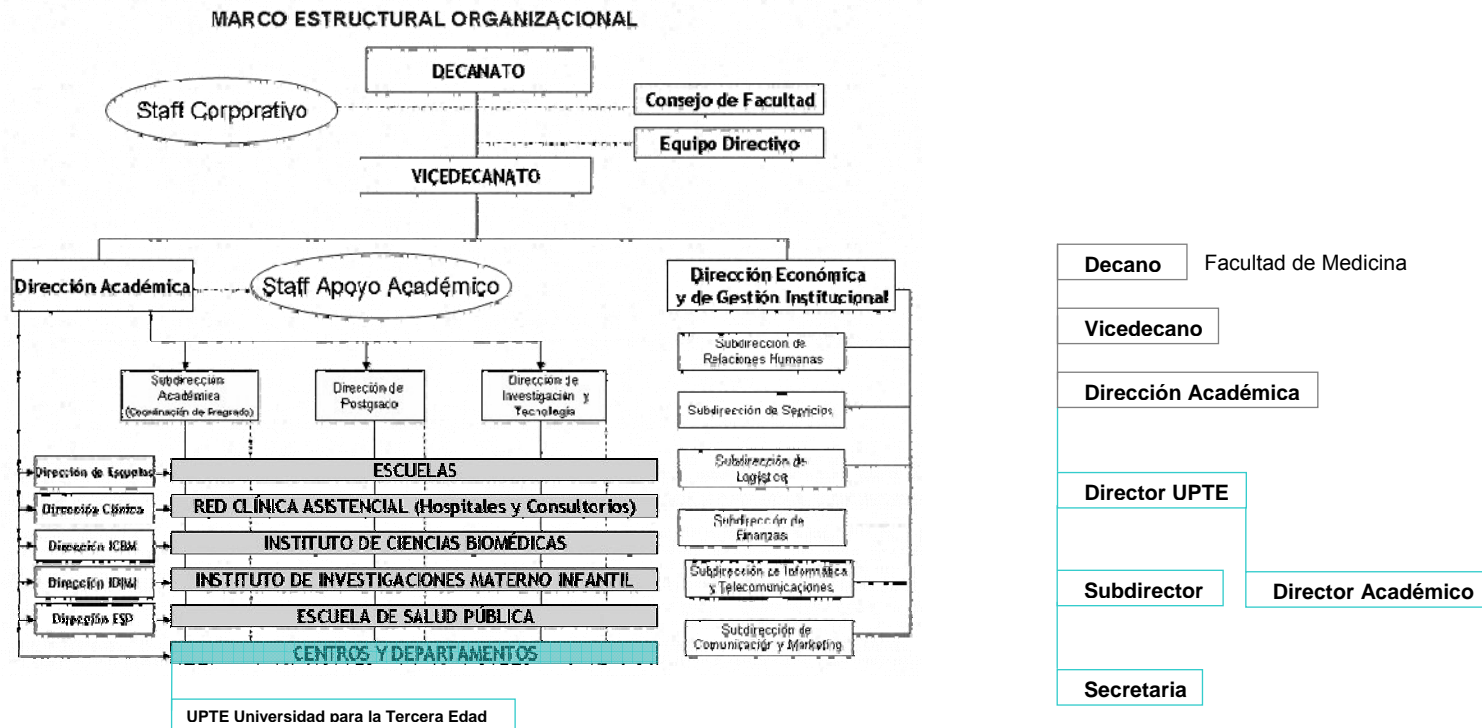 MARCO ESTRUCTURAL ORGANIZACIONAL
DECANATO
Staff Corporativo
Consejo de Facultad
Equipo Directivo
VICEDECANATO
Dirección Académica
Staff Apoyo Académico
Dirección Económica
y de Gestión Institucional
Subdirección de
Relaciones Humanas
Subdirección
Académica
(Coordinación de Pregrado)
Dirección de
Postgrado
Dirección de
Investigación y
Tecnología
Subdirección de Servicios
Subdirección de
Logística
Subdirección de
Finanzas
Subdirección de Informática
y Telecomunicaciones
Subdirección de
Comunicación y Marketing
Dirección de Escuelas
ESCUELAS
Dirección Clínica
RED CLÍNICA ASISTENCIAL (Hospitales y Consultorios)
Dirección ICBM
INSTITUTO DE CIENCIAS BIOMÉDICAS
Dirección IDIMI
INSTITUTO DE INVESTIGACIONES MATERNO INFANTIL
Dirección ESP
ESCUELA DE SALUD PÚBLICA
CENTROS Y DEPARTAMENTOS
UPTE Universidad para la Tercera Edad
Decano
Facultad de Medicina
Vicedecano
Dirección Académica
Director UPTE
Subdirector
Director Académico
Secretaria